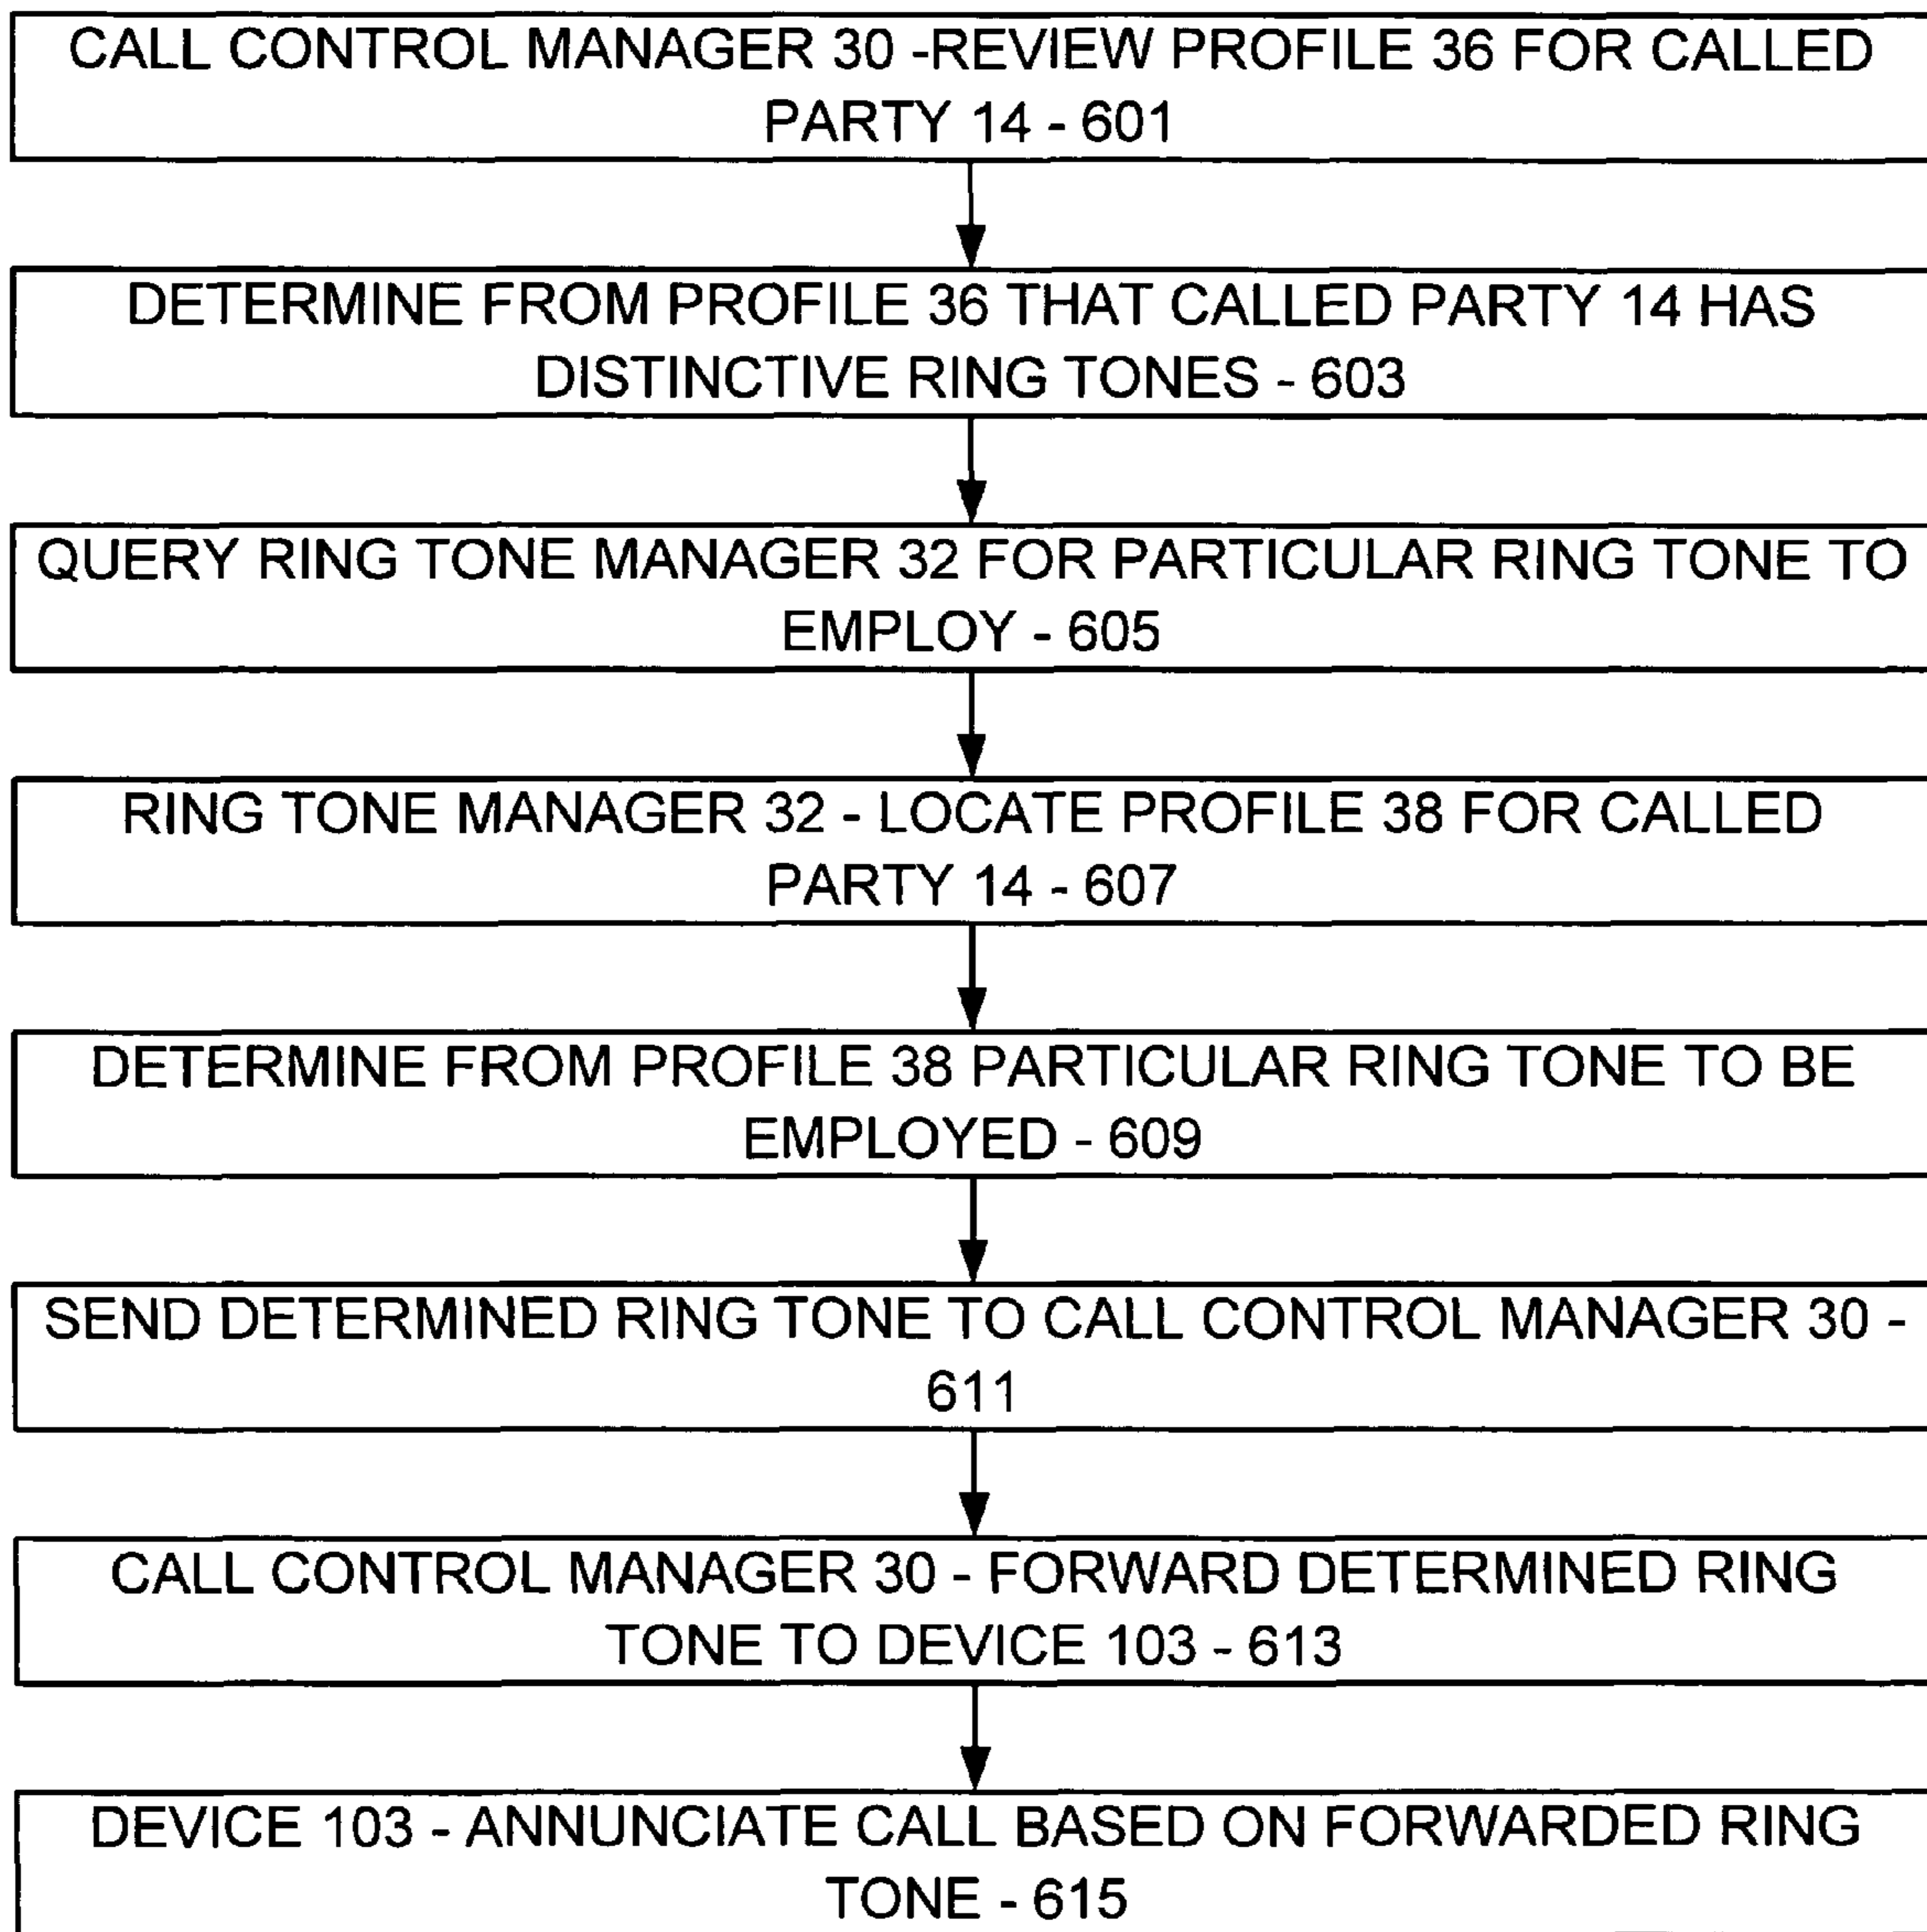 CALL CONTROL MANAGER 30 -REVIEW PROFILE 36 FOR CALLED
PARTY 14 - 601
DETERMINE FROM PROFILE 36 THAT CALLED PARTY 14 HAS
DISTINCTIVE RING TONES - 603
QUERY RING TONE MANAGER 32 FOR PARTICULAR RING TONE TO
EMPLOY - 605
RING TONE MANAGER 32 - LOCATE PROFILE 38 FOR CALLED
PARTY 14 - 607
DETERMINE FROM PROFILE 38 PARTICULAR RING TONE TO BE
EMPLOYED - 609
SEND DETERMINED RING TONE TO CALL CONTROL MANAGER 30 -
611
CALL CONTROL MANAGER 30 - FORWARD DETERMINED RING
TONE TO DEVICE 103 - 613
DEVICE 103 - ANNUNCIATE CALL BASED ON FORWARDED RING
TONE - 615